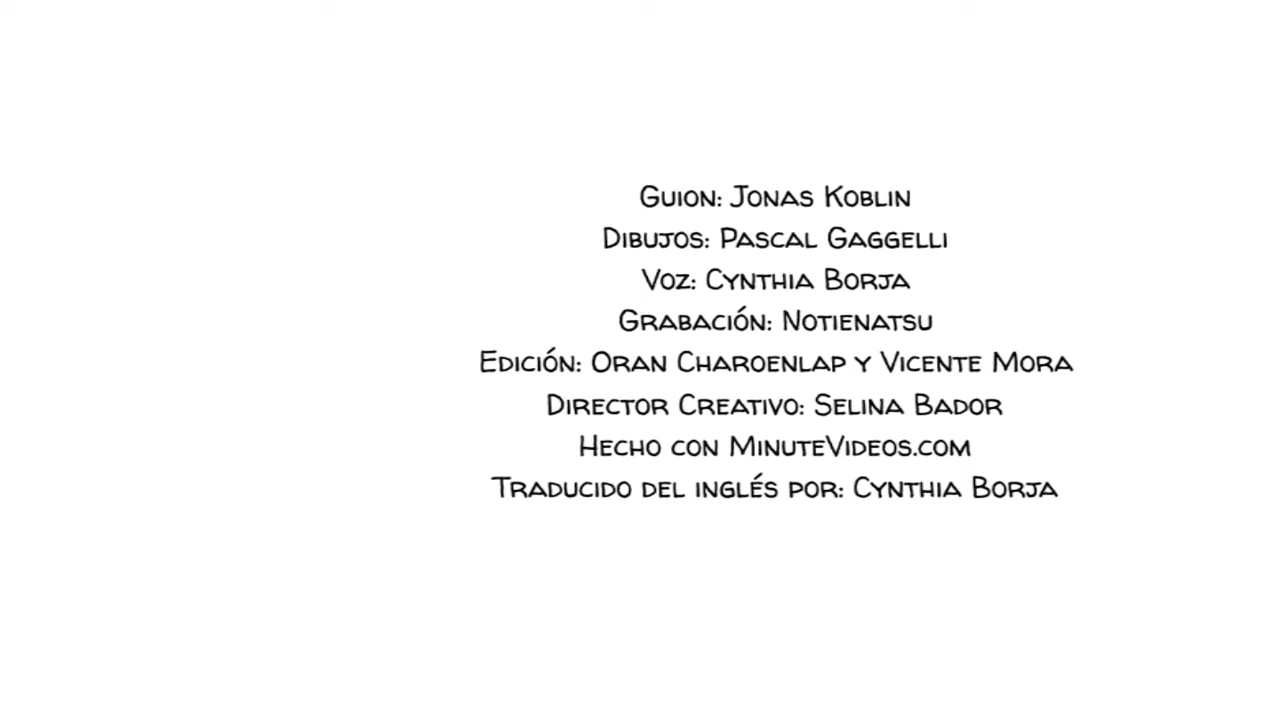 Guion: Jonas Koblin
Dibujos: Pascal Gaggelli
Voz: Cynthia Borja
Grabación: Notienatsu
Edición: Oran Charoenlap y Vicente Mora
Director Creativo: Selina Bador
Hecho con MinuteVideos.com
Traducido del inglés por: Cynthia Borja